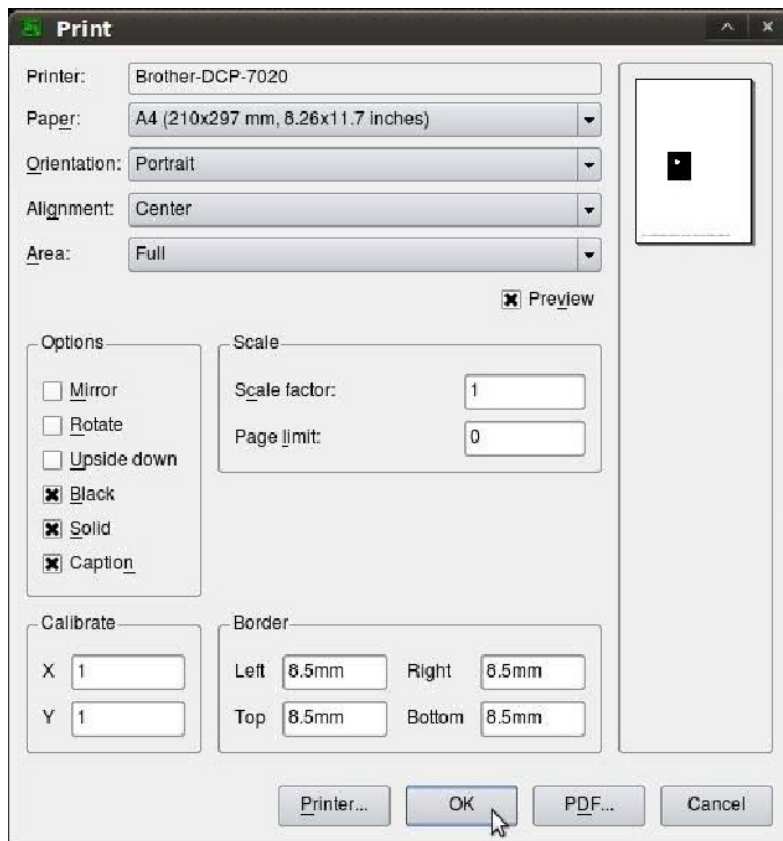 Print
Printer: Brother-DCP-7020
Paper: A4 (210x297 mm, 8.26x11.7 inches)
Orientation: Portrait
Alignment: Center
Area: Full
Preview
Options
Mirror
Rotate
Upside down
Black
Solid
Caption
Scale
Scale factor: 1
Page limit: 0
Calibrate
X 1
Y 1
Border
Left 8.5mm Right 8.5mm
Top 8.5mm Bottom 8.5mm
Printer... OK PDF... Cancel